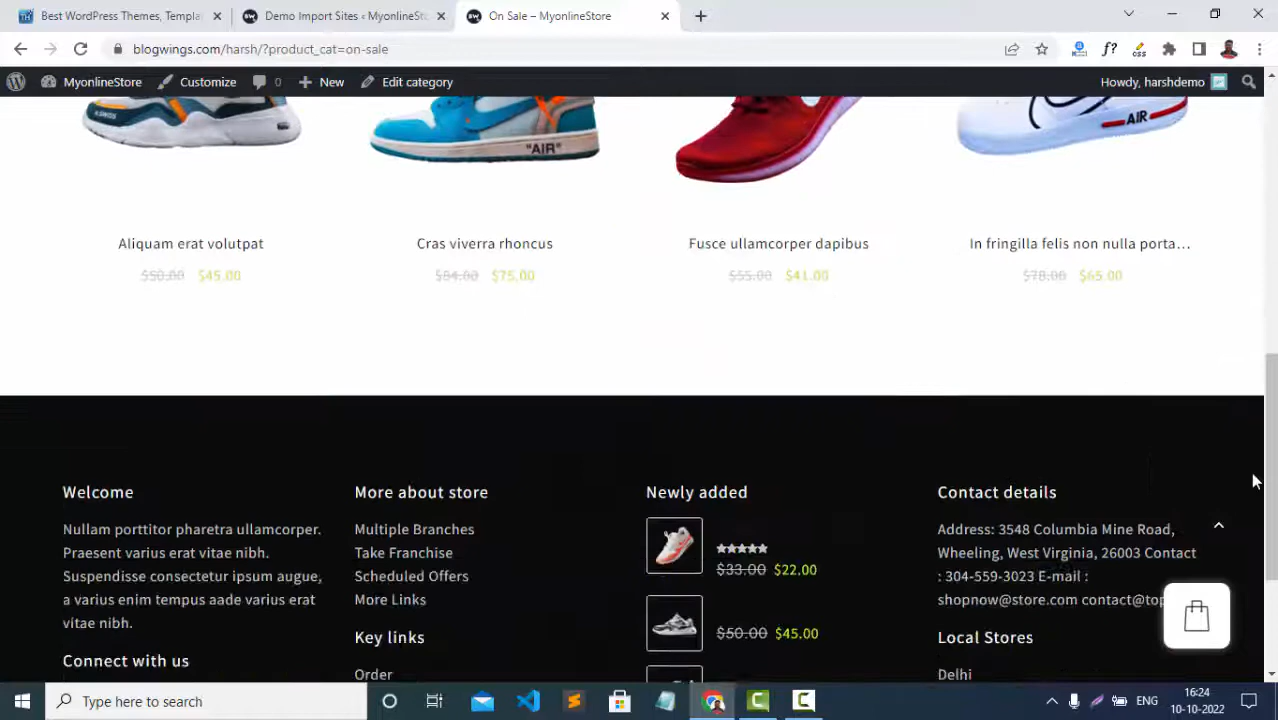 Best WordPress Themes, Templa
Demo Import Sites ‹ MyonlineSto
On Sale – MyonlineStore
blogwings.com/harsh/?product_cat=on-sale
MyonlineStore
Customize
0
New
Edit category
Howdy, harshdemo
K-SWISS
"AIR"
AIR
Aliquam erat volutpat
Cras viverra rhoncus
Fusce ullamcorper dapibus
In fringilla felis non nulla porta...
$50.00 $45.00
$84.00 $75.00
$55.00 $41.00
$78.00 $65.00
Welcome
Nullam porttitor pharetra ullamcorper.
Praesent varius erat vitae nibh.
Suspendisse consectetur ipsum augue,
a varius enim tempus aade varius erat
vitae nibh.
Connect with us
More about store
Multiple Branches
Take Franchise
Scheduled Offers
More Links
Key links
Order
Newly added
$33.00 $22.00
$50.00 $45.00
Contact details
Address: 3548 Columbia Mine Road,
Wheeling, West Virginia, 26003 Contact
: 304-559-3023 E-mail :
shopnow@store.com contact@top
Local Stores
Delhi
Type here to search
ENG
16:24
10-10-2022